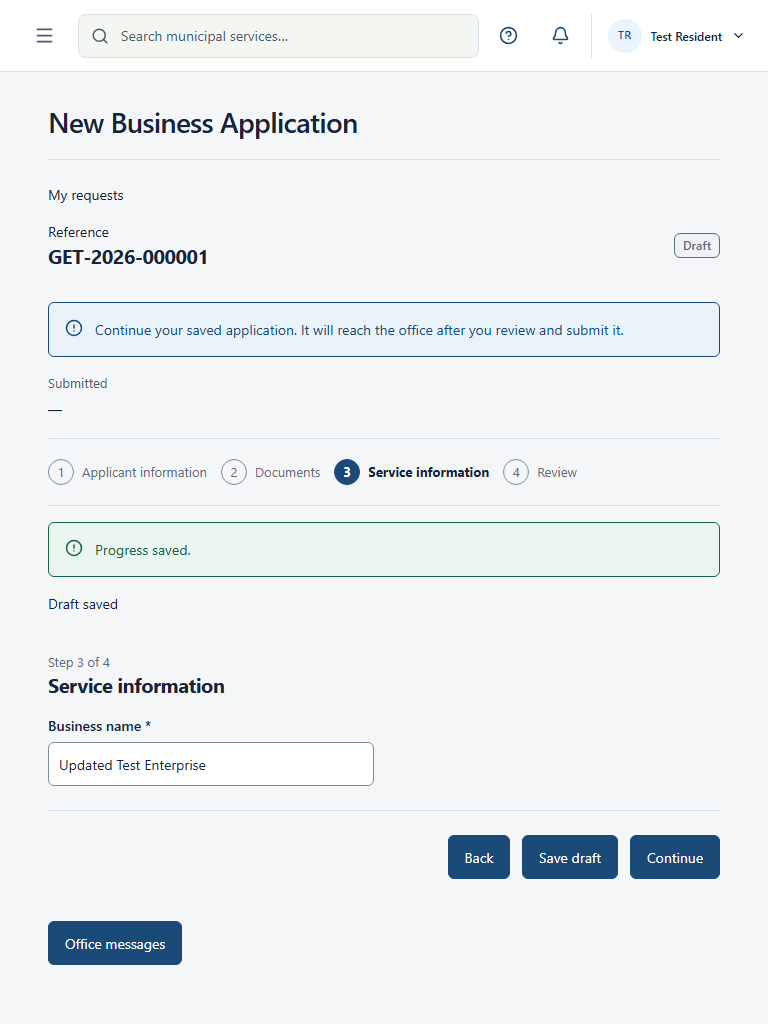 Search municipal services...
TR
Test Resident
New Business Application
My requests
Reference
GET-2026-000001
Draft
Continue your saved application. It will reach the office after you review and submit it.
Submitted
—
1 Applicant information 2 Documents 3 Service information 4 Review
Progress saved.
Draft saved
Step 3 of 4
Service information
Business name *
Updated Test Enterprise
Back
Save draft
Continue
Office messages